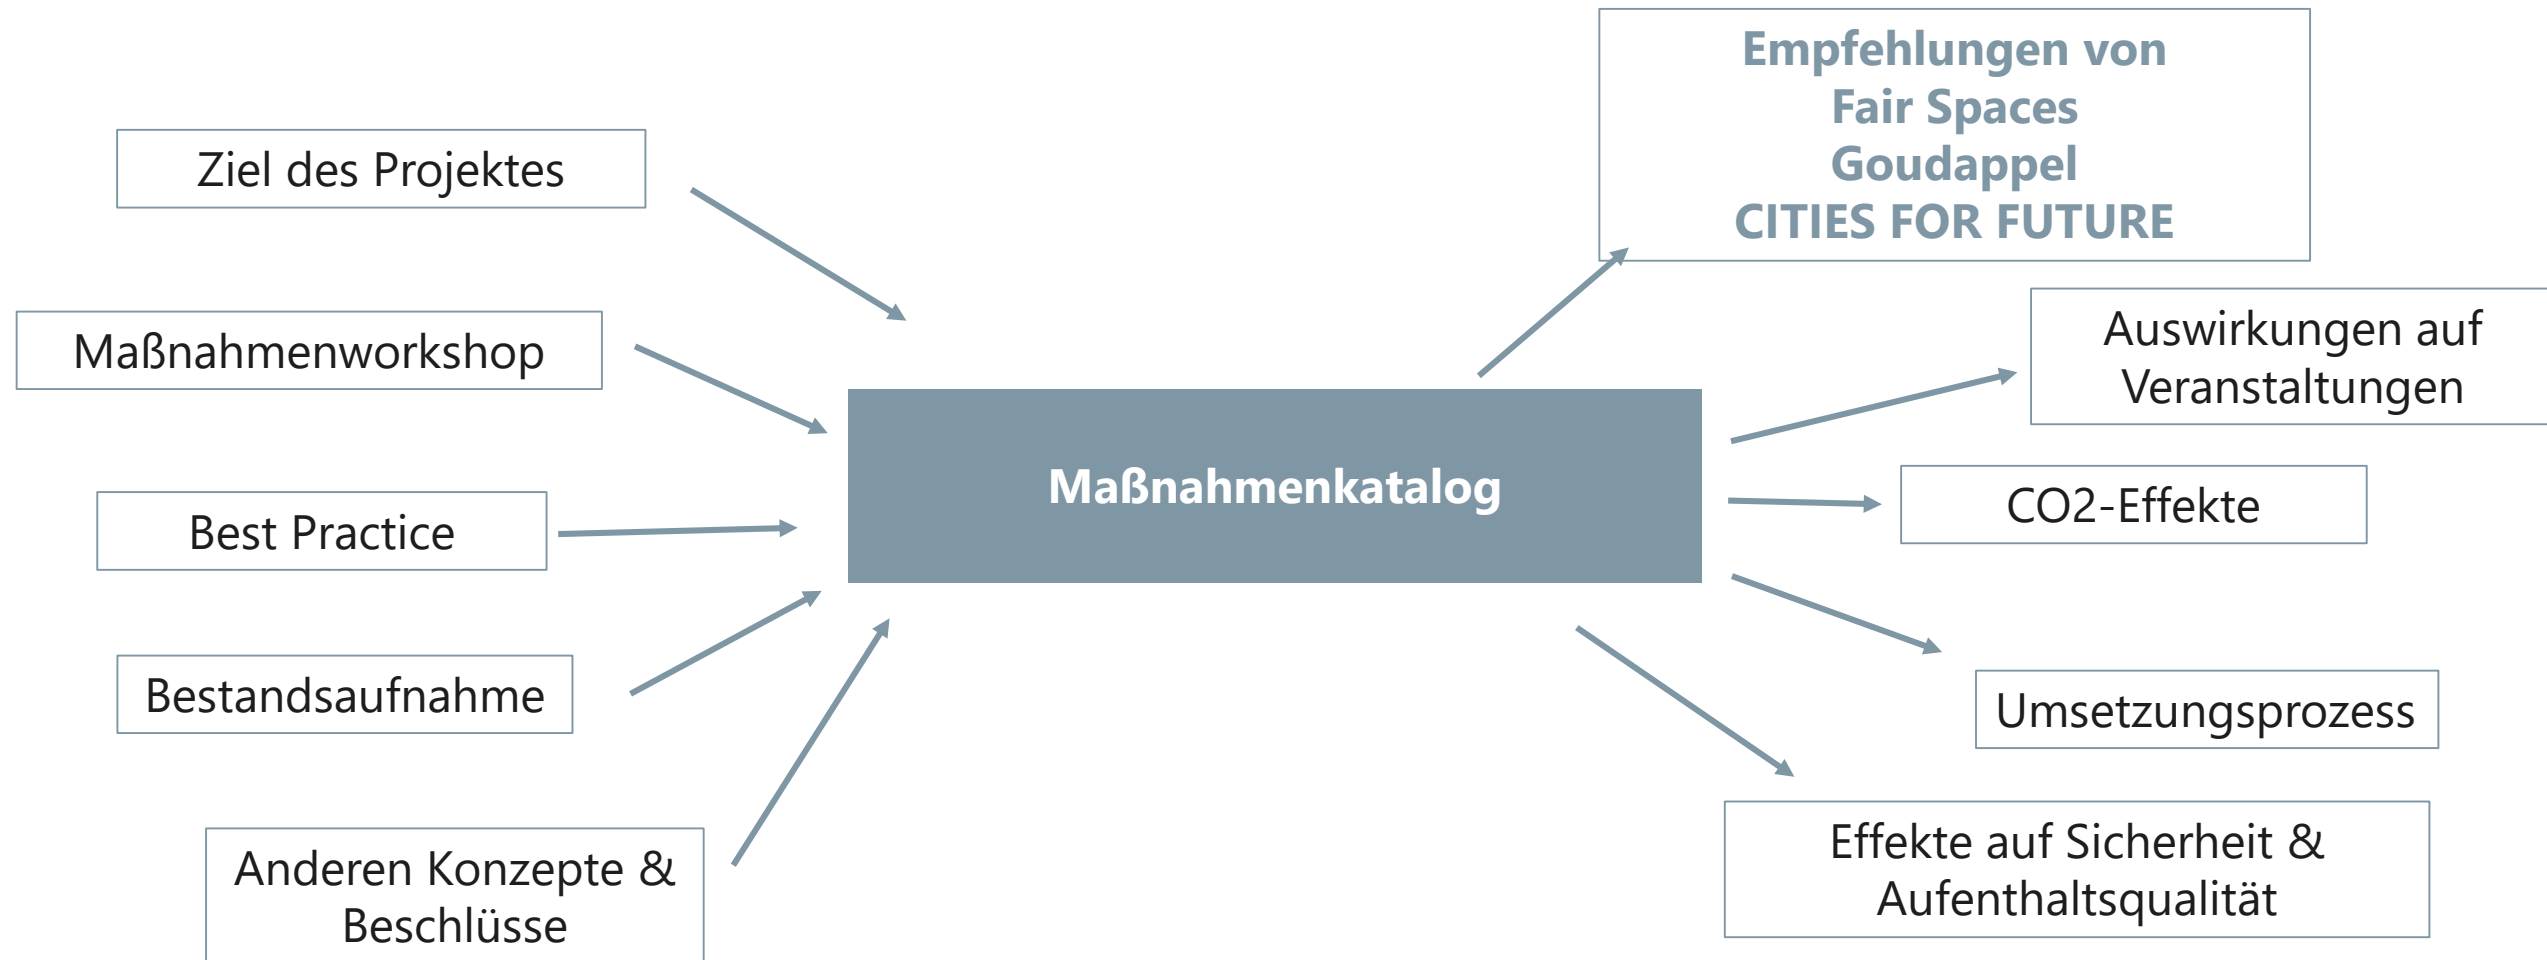 Ziel des Projektes
Maßnahmenworkshop
Best Practice
Bestandsaufnahme
Anderen Konzepte &
Beschlüsse
Maßnahmenkatalog
Empfehlungen von
Fair Spaces
Goudappel
CITIES FOR FUTURE
Auswirkungen auf
Veranstaltungen
CO2-Effekte
Umsetzungsprozess
Effekte auf Sicherheit &
Aufenthaltsqualität